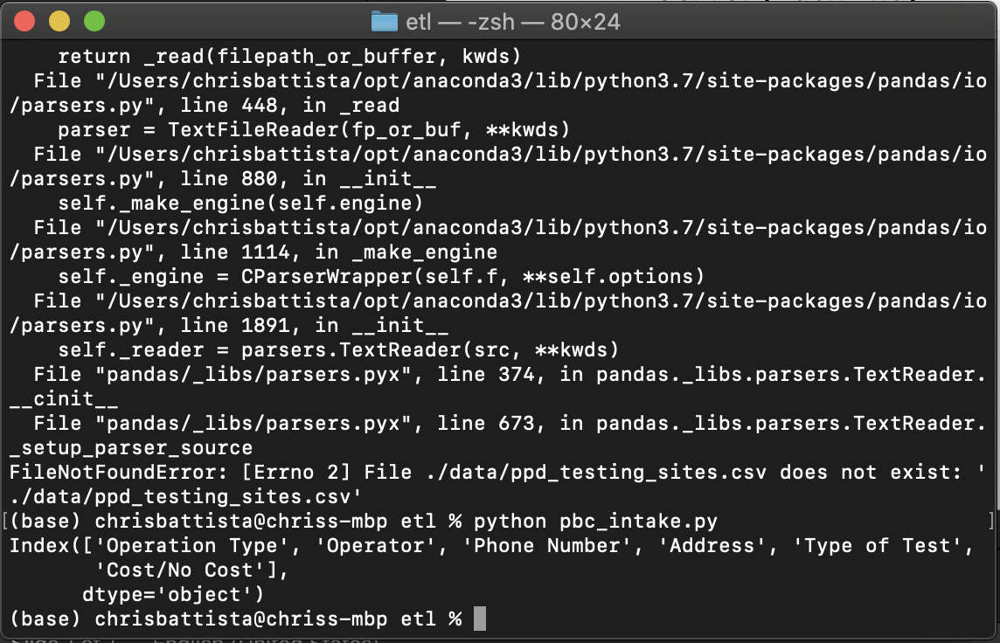 etl — -zsh — 80×24
    return _read(filepath_or_buffer, kwds)
  File "/Users/chrisbattista/opt/anaconda3/lib/python3.7/site-packages/pandas/io
/parsers.py", line 448, in _read
    parser = TextFileReader(fp_or_buf, **kwds)
  File "/Users/chrisbattista/opt/anaconda3/lib/python3.7/site-packages/pandas/io
/parsers.py", line 880, in __init__
    self._make_engine(self.engine)
  File "/Users/chrisbattista/opt/anaconda3/lib/python3.7/site-packages/pandas/io
/parsers.py", line 1114, in _make_engine
    self._engine = CParserWrapper(self.f, **self.options)
  File "/Users/chrisbattista/opt/anaconda3/lib/python3.7/site-packages/pandas/io
/parsers.py", line 1891, in __init__
    self._reader = parsers.TextReader(src, **kwds)
  File "pandas/_libs/parsers.pyx", line 374, in pandas._libs.parsers.TextReader.
__cinit__
  File "pandas/_libs/parsers.pyx", line 673, in pandas._libs.parsers.TextReader.
_setup_parser_source
FileNotFoundError: [Errno 2] File ./data/ppd_testing_sites.csv does not exist: '
./data/ppd_testing_sites.csv'
[(base) chrisbattista@chriss-mbp etl % python pbc_intake.py ]
Index(['Operation Type', 'Operator', 'Phone Number', 'Address', 'Type of Test',
       'Cost/No Cost'],
      dtype='object')
(base) chrisbattista@chriss-mbp etl %